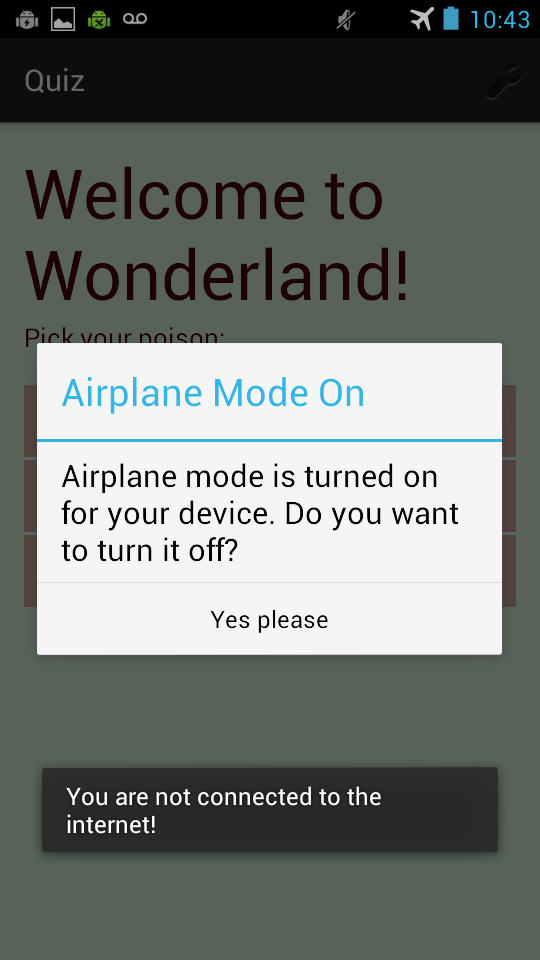 10:43
Quiz
Welcome to
Wonderland!
Pick your poison:
Airplane Mode On
Airplane mode is turned on
for your device. Do you want
to turn it off?
Yes please
You are not connected to the
internet!